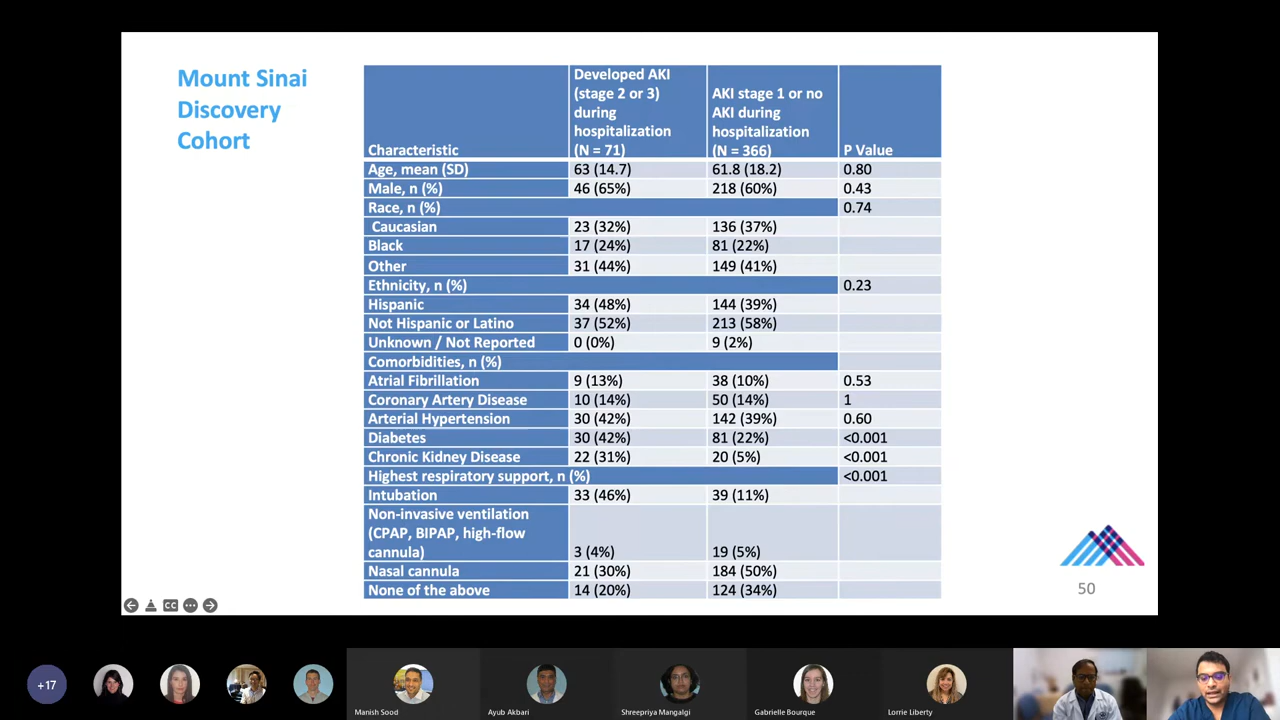 Mount Sinai
Discovery
Cohort
Characteristic
Developed AKI
(stage 2 or 3)
during
hospitalization
(N = 71)
AKI stage 1 or no
AKI during
hospitalization
(N = 366)
P Value
Age, mean (SD) 63 (14.7) 61.8 (18.2) 0.80
Male, n (%) 46 (65%) 218 (60%) 0.43
Race, n (%) 0.74
Caucasian 23 (32%) 136 (37%)
Black 17 (24%) 81 (22%)
Other 31 (44%) 149 (41%)
Ethnicity, n (%) 0.23
Hispanic 34 (48%) 144 (39%)
Not Hispanic or Latino 37 (52%) 213 (58%)
Unknown / Not Reported 0 (0%) 9 (2%)
Comorbidities, n (%)
Atrial Fibrillation 9 (13%) 38 (10%) 0.53
Coronary Artery Disease 10 (14%) 50 (14%) 1
Arterial Hypertension 30 (42%) 142 (39%) 0.60
Diabetes 30 (42%) 81 (22%) <0.001
Chronic Kidney Disease 22 (31%) 20 (5%) <0.001
Highest respiratory support, n (%) <0.001
Intubation 33 (46%) 39 (11%)
Non-invasive ventilation
(CPAP, BIPAP, high-flow
cannula) 3 (4%) 19 (5%)
Nasal cannula 21 (30%) 184 (50%)
None of the above 14 (20%) 124 (34%)
50
CC
+17
Manish Sood
Ayub Akbari
Shreepriya Mangalgi
Gabrielle Bourque
Lorrie Liberty